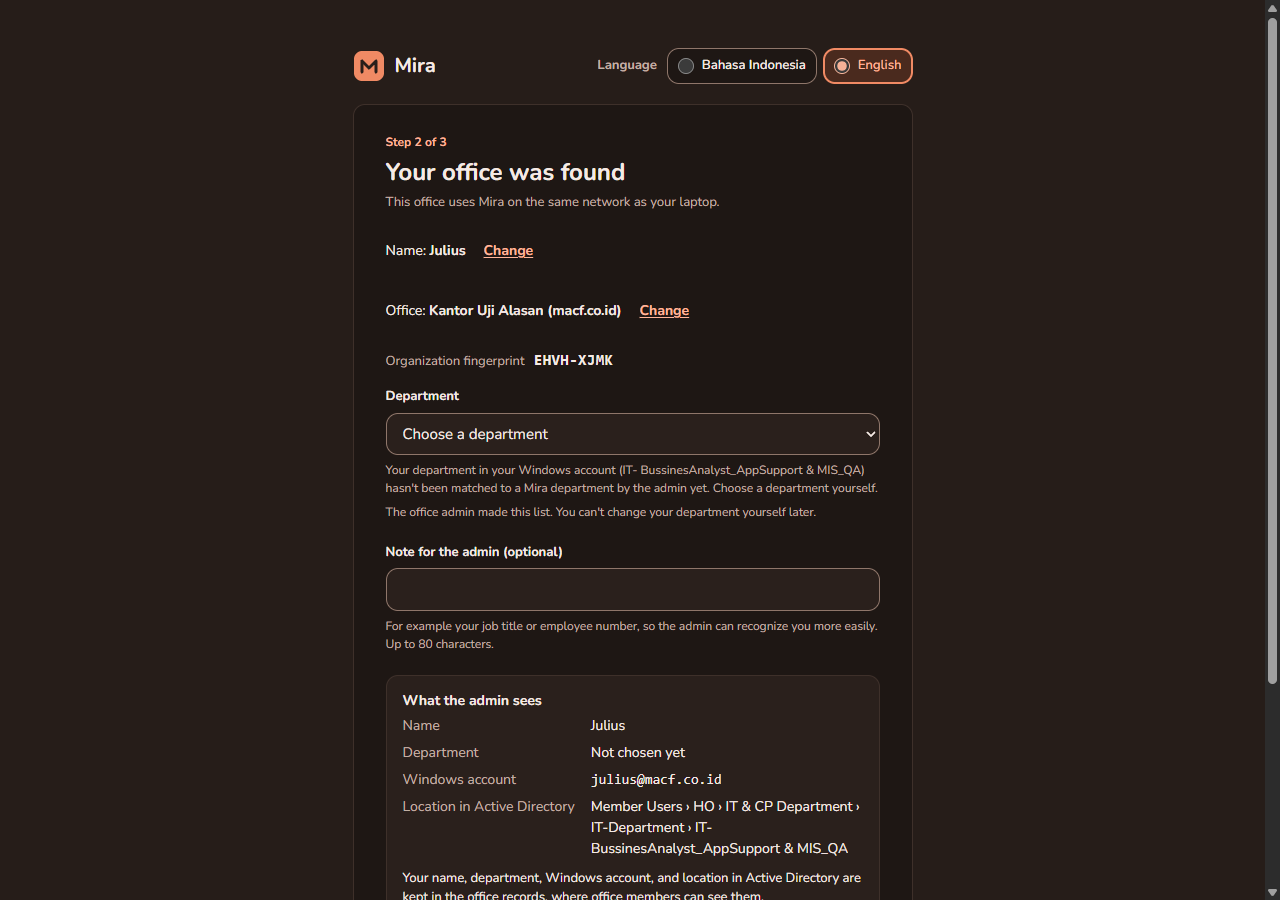 Mira
Language
Bahasa Indonesia
English
Step 2 of 3
Your office was found
This office uses Mira on the same network as your laptop.
Name: Julius Change
Office: Kantor Uji Alasan (macf.co.id) Change
Organization fingerprint EHVH-XJMK
Department
Choose a department
Your department in your Windows account (IT- BussinesAnalyst_AppSupport & MIS_QA)
hasn't been matched to a Mira department by the admin yet. Choose a department yourself.
The office admin made this list. You can't change your department yourself later.
Note for the admin (optional)
For example your job title or employee number, so the admin can recognize you more easily.
Up to 80 characters.
What the admin sees
Name Julius
Department Not chosen yet
Windows account julius@macf.co.id
Location in Active Directory Member Users › HO › IT & CP Department ›
IT-Department › IT-
BussinesAnalyst_AppSupport & MIS_QA
Your name, department, Windows account, and location in Active Directory are
kept in the office records, where office members can see them.